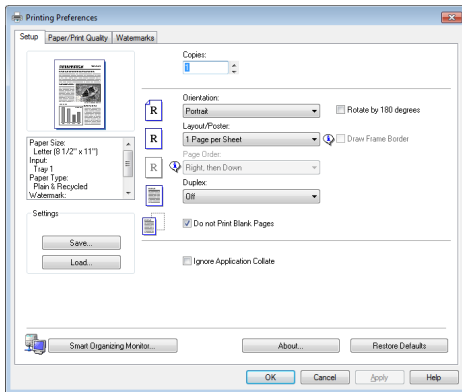 Printing Preferences
Setup
Paper/Print Quality
Watermarks
Copies:
1
Orientation:
Portrait
Rotate by 180 degrees
Layout/Poster:
1 Page per Sheet
Draw Frame Border
Page Order:
Right, then Down
Duplex:
Off
Do not Print Blank Pages
Ignore Application Collate
Paper Size:
Letter (8 1/2" x 11")
Input:
Tray 1
Paper Type:
Plain & Recycled
Watermark:
Settings
Save...
Load...
Smart Organizing Monitor...
About...
Restore Defaults
OK
Cancel
Apply
Help
R
R
R